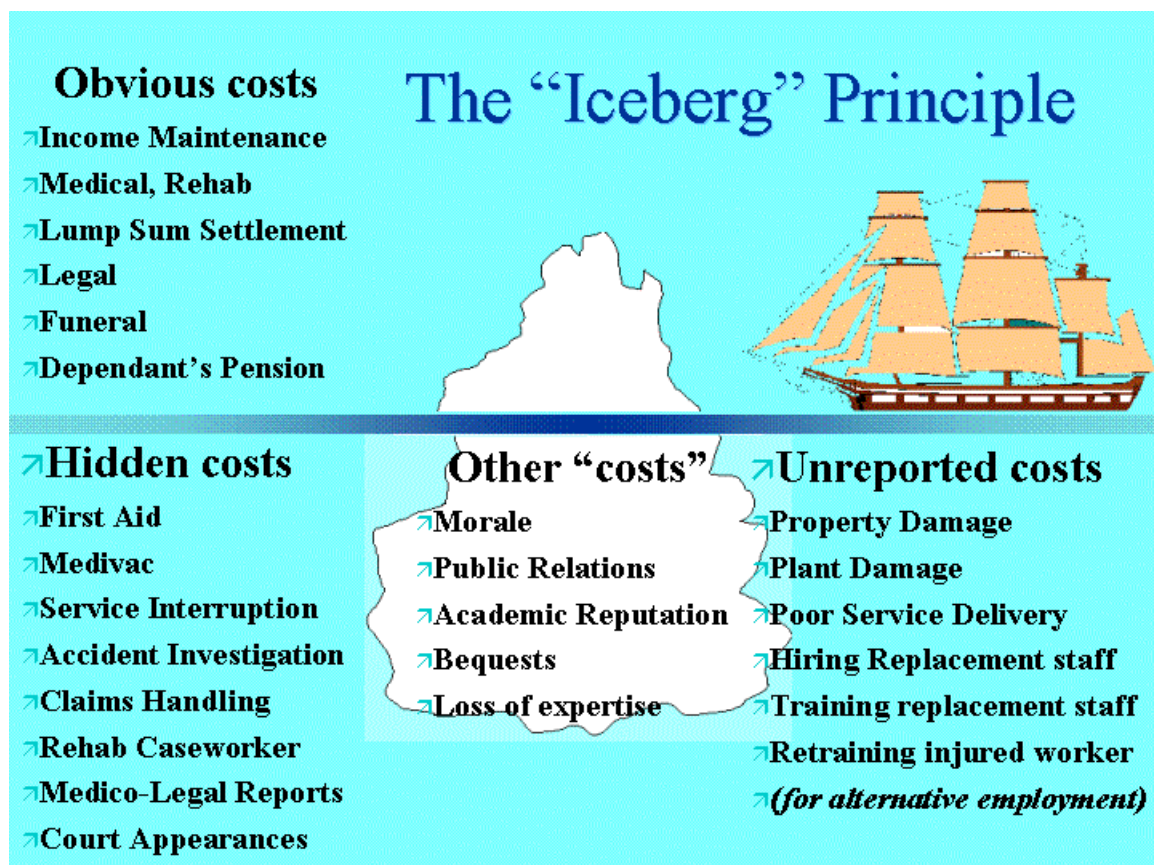 Obvious costs
Income Maintenance
Medical, Rehab
Lump Sum Settlement
Legal
Funeral
Dependant’s Pension
The “Iceberg” Principle
Hidden costs
First Aid
Medivac
Service Interruption
Accident Investigation
Claims Handling
Rehab Caseworker
Medico-Legal Reports
Court Appearances
Other “costs”
Morale
Public Relations
Academic Reputation
Bequests
Loss of expertise
Unreported costs
Property Damage
Plant Damage
Poor Service Delivery
Hiring Replacement staff
Training replacement staff
Retraining injured worker
(for alternative employment)